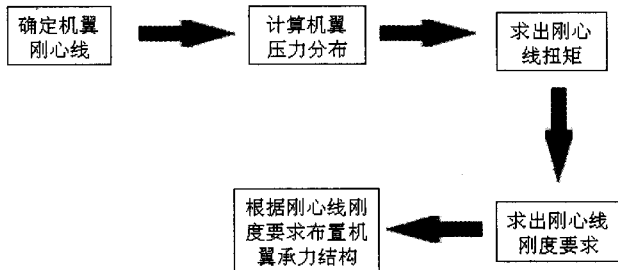 确定机翼
刚心线
计算机翼
压力分布
求出刚心
线扭矩
求出刚心线
刚度要求
根据刚心线刚
度要求布置机
翼承力结构